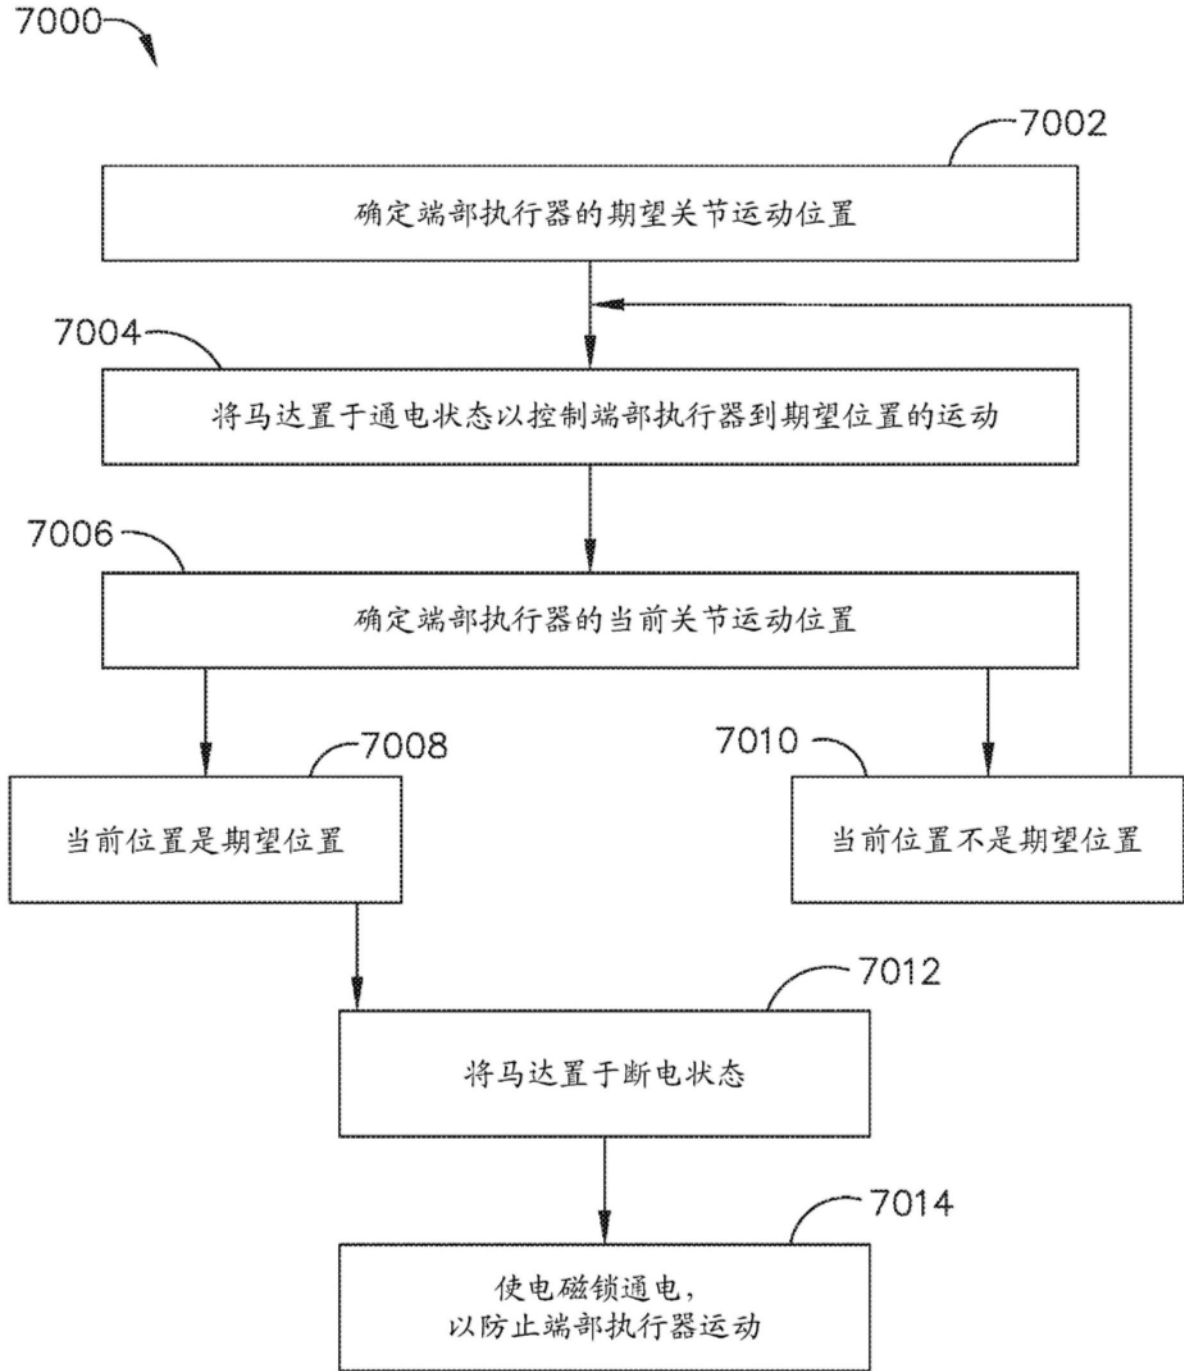 7000
7002
确定端部执行器的期望关节运动位置
7004
将马达置于通电状态以控制端部执行器到期望位置的运动
7006
确定端部执行器的当前关节运动位置
7008
当前位置是期望位置
7010
当前位置不是期望位置
7012
将马达置于断电状态
7014
使电磁锁通电，
以防止端部执行器运动